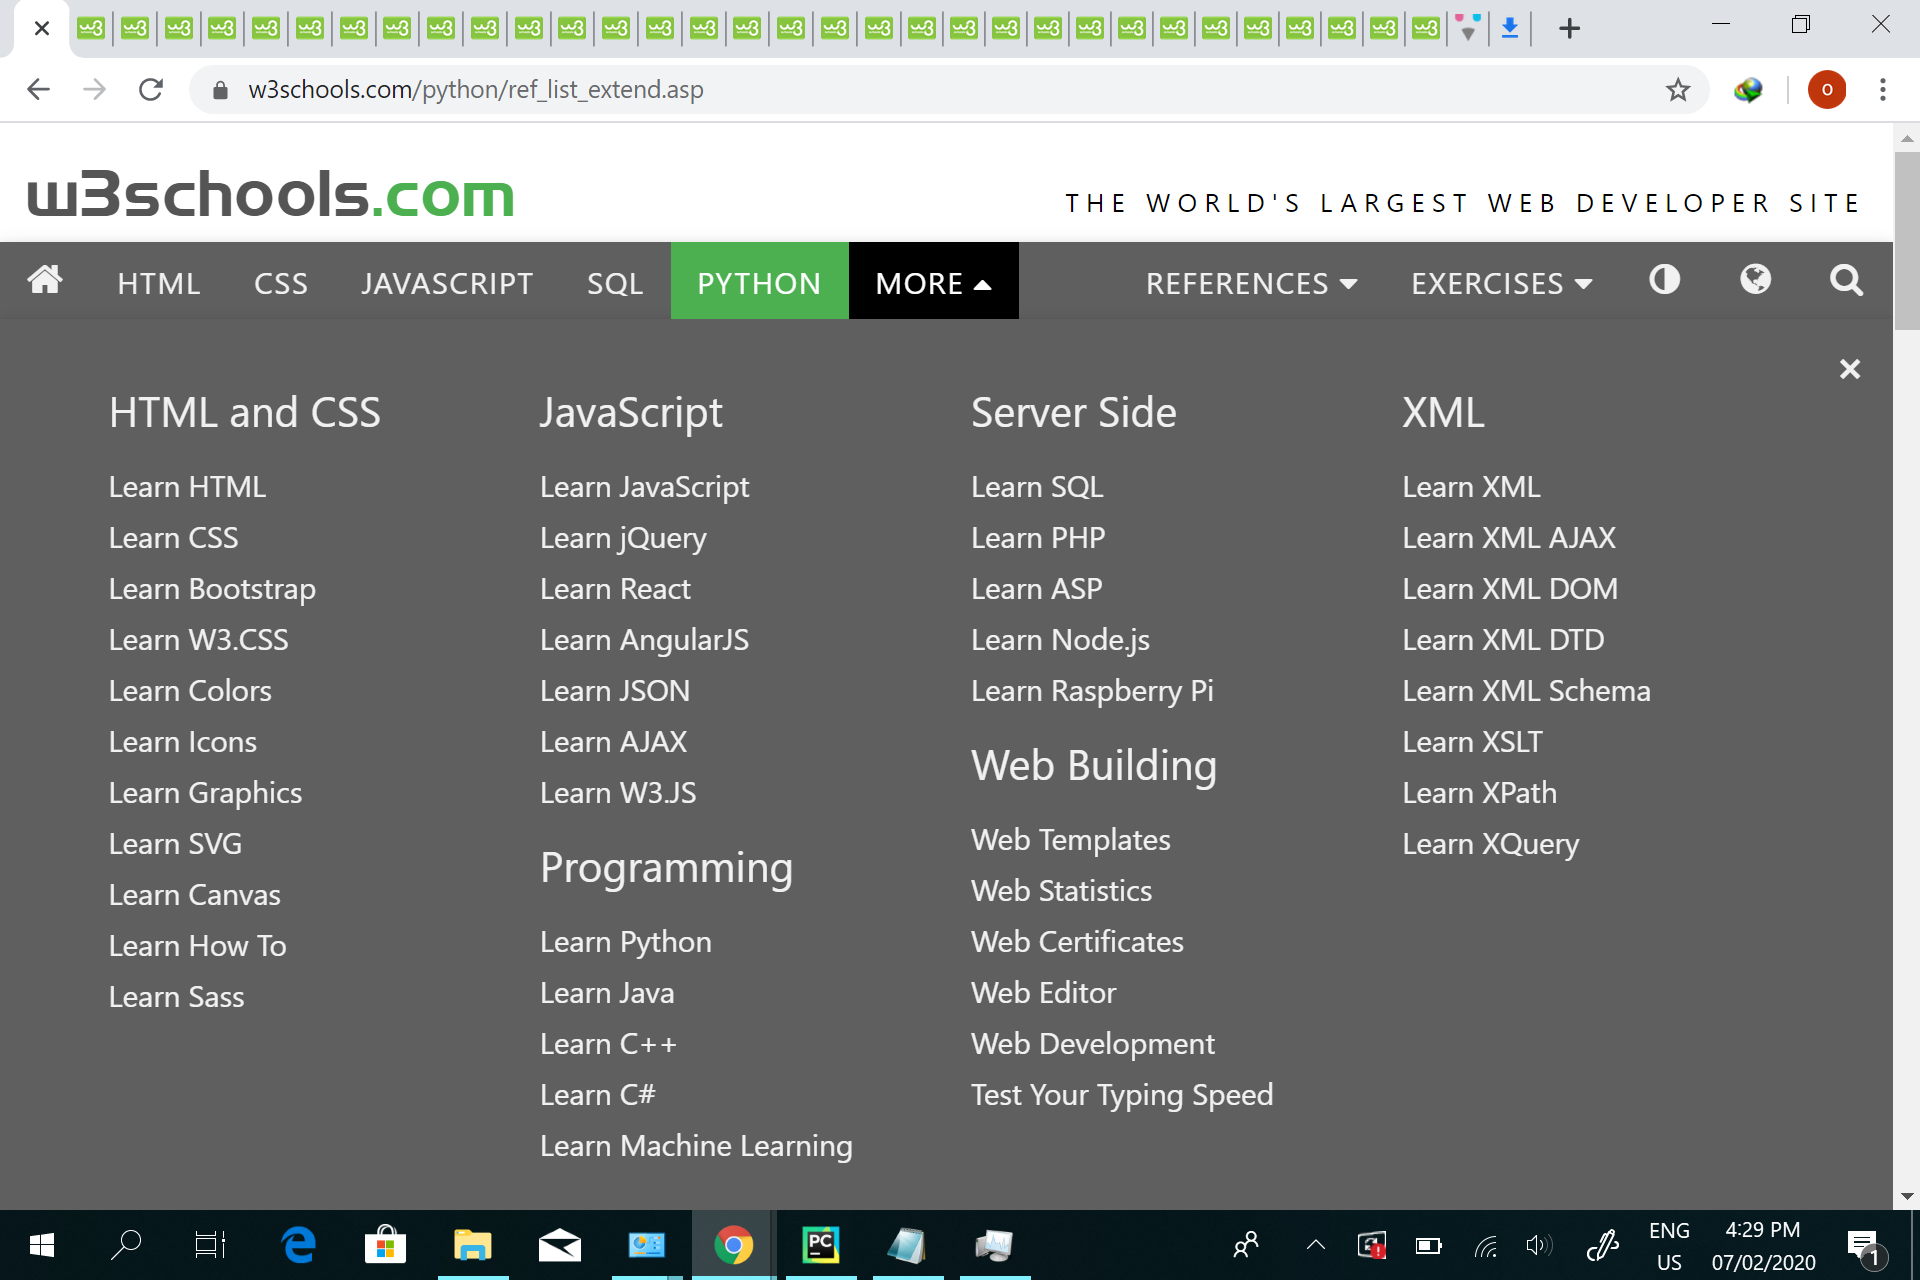 w3schools.com/python/ref_list_extend.asp
O
w3schools.com
THE WORLD'S LARGEST WEB DEVELOPER SITE
HTML CSS JAVASCRIPT SQL PYTHON MORE REFERENCES EXERCISES
HTML and CSS
Learn HTML
Learn CSS
Learn Bootstrap
Learn W3.CSS
Learn Colors
Learn Icons
Learn Graphics
Learn SVG
Learn Canvas
Learn How To
Learn Sass
JavaScript
Learn JavaScript
Learn jQuery
Learn React
Learn AngularJS
Learn JSON
Learn AJAX
Learn W3.JS
Programming
Learn Python
Learn Java
Learn C++
Learn C#
Learn Machine Learning
Server Side
Learn SQL
Learn PHP
Learn ASP
Learn Node.js
Learn Raspberry Pi
Web Building
Web Templates
Web Statistics
Web Certificates
Web Editor
Web Development
Test Your Typing Speed
XML
Learn XML
Learn XML AJAX
Learn XML DOM
Learn XML DTD
Learn XML Schema
Learn XSLT
Learn XPath
Learn XQuery
PC
ENG
US
4:29 PM
07/02/2020
1